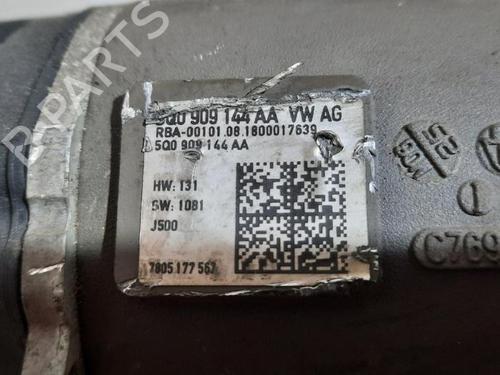 B-PARTS
5Q0 909 144 AA VW AG
RBA-00101.08.1800017639
5Q0 909 144 AA
HW: 131
SW: 1081
J500
7805 177 567
C769